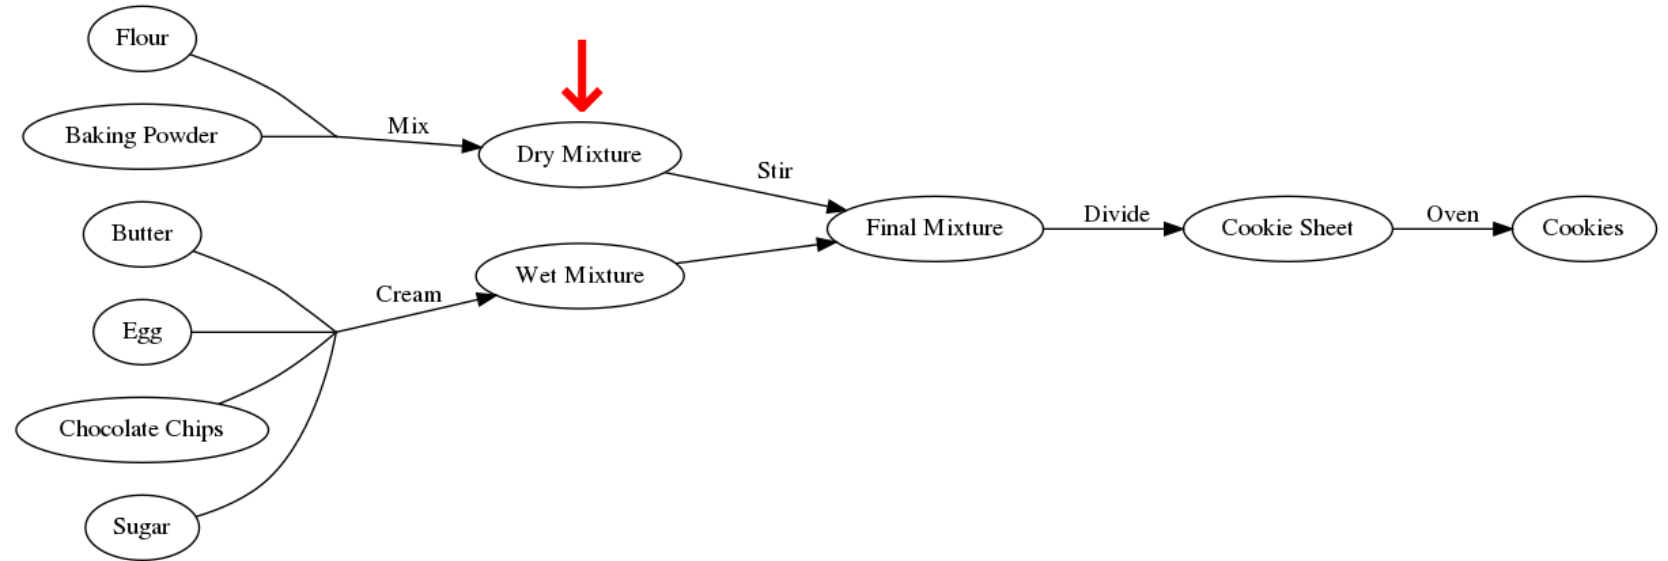 Flour
Baking Powder
Mix
Dry Mixture
Stir
Butter
Egg
Chocolate Chips
Sugar
Cream
Wet Mixture
Final Mixture
Divide
Cookie Sheet
Oven
Cookies